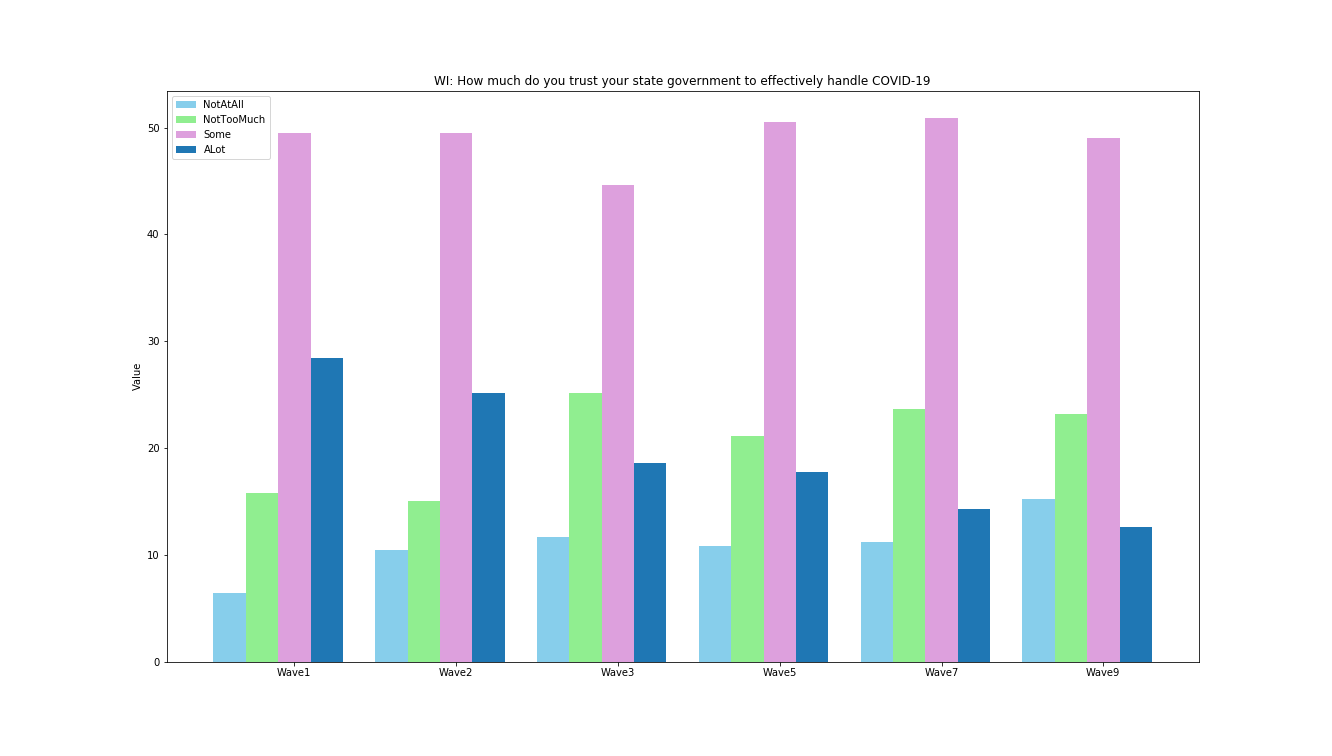 WI: How much do you trust your state government to effectively handle COVID-19
NotAtAll
NotTooMuch
Some
ALot
Value
50
40
30
20
10
0
Wave1 Wave2 Wave3 Wave5 Wave7 Wave9